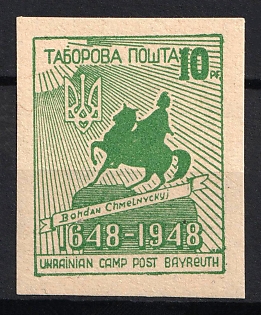 ТАБОРОВА ПОШТА
10 PF.
Bohdan Chmelnyckyj
1648-1948
UKRAINIAN CAMP POST BAYREUTH